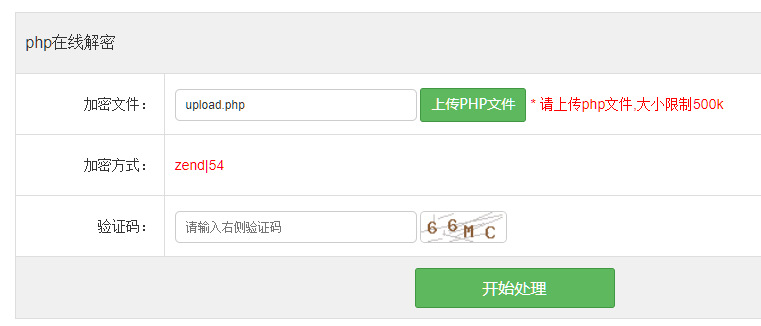 php在线解密
加密文件： upload.php 上传PHP文件 * 请上传php文件,大小限制500k
加密方式： zend|54
验证码： 请输入右侧验证码 66MC
开始处理